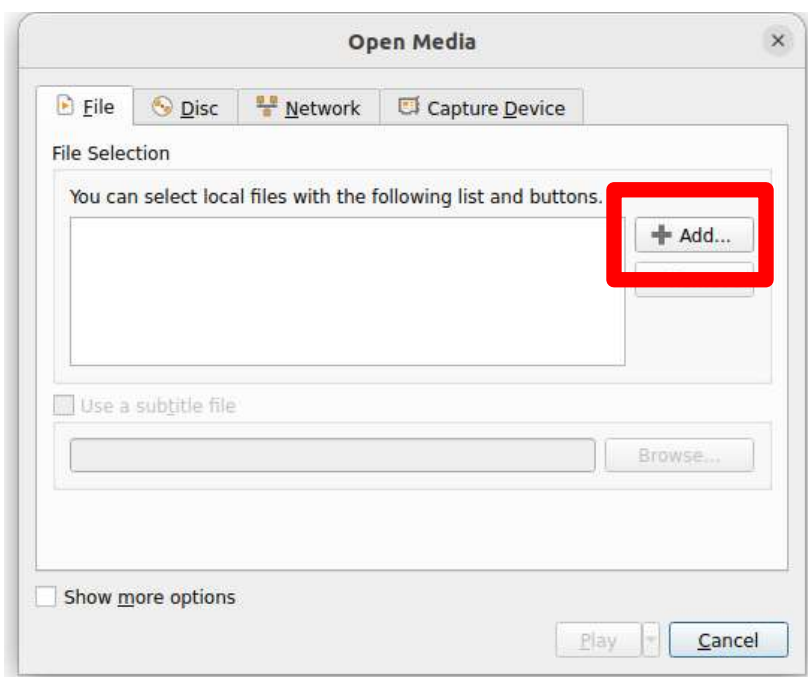 Open Media
File Disc Network Capture Device
File Selection
You can select local files with the following list and buttons.
Add...
Use a subtitle file
Browse...
Show more options
Play Cancel